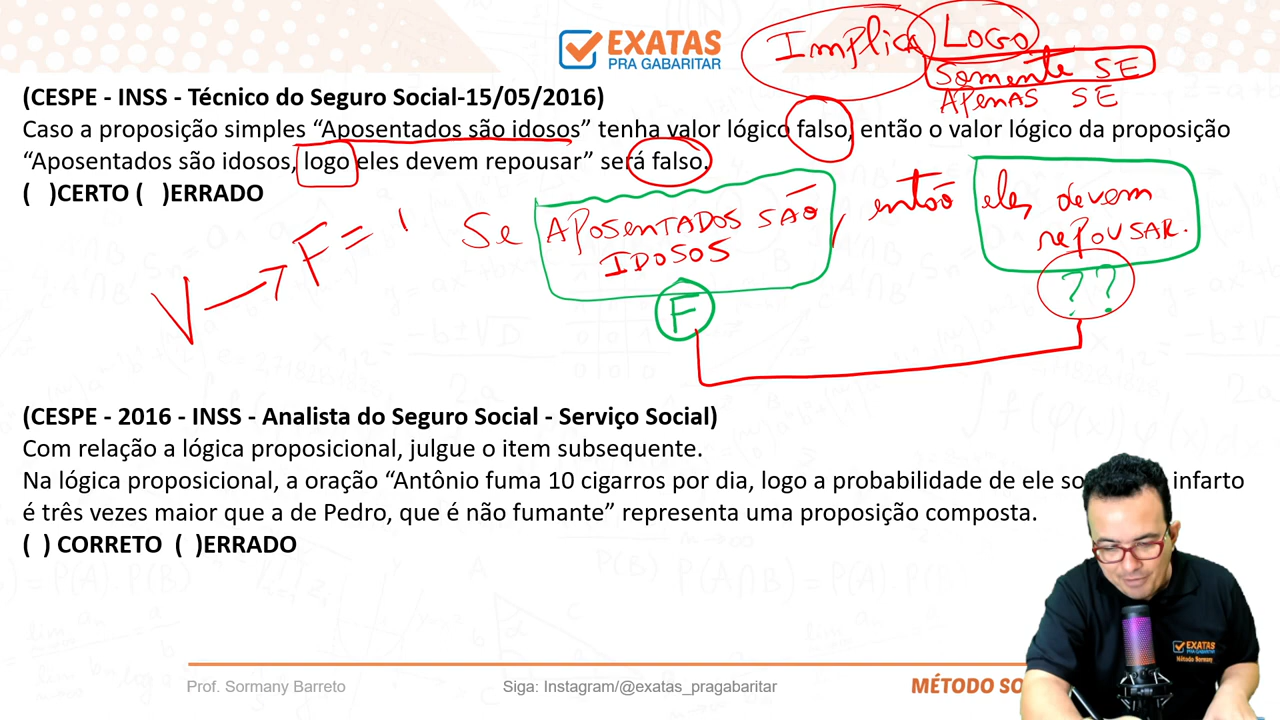 EXATAS
PRA GABARITAR
Implica LOGO
Somente SE
APENAS SE
(CESPE - INSS - Técnico do Seguro Social-15/05/2016)
Caso a proposição simples “Aposentados são idosos” tenha valor lógico falso, então o valor lógico da proposição
“Aposentados são idosos, logo eles devem repousar” será falso.
( )CERTO ( )ERRADO
Se APOSENTADOS SÃO IDOSOS, então eles devem repousar.
V → F =
F
??
(CESPE - 2016 - INSS - Analista do Seguro Social - Serviço Social)
Com relação a lógica proposicional, julgue o item subsequente.
Na lógica proposicional, a oração “Antônio fuma 10 cigarros por dia, logo a probabilidade de ele infarto
é três vezes maior que a de Pedro, que é não fumante” representa uma proposição composta.
( ) CORRETO ( )ERRADO
EXATAS
PRA GABARITAR
Método Sormany
Prof. Sormany Barreto
Siga: Instagram/@exatas_pragabaritar
MÉTODO